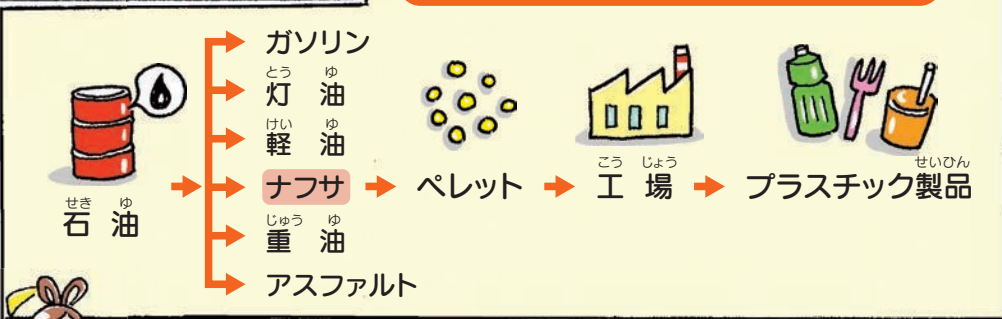 ガソリン
とう ゆ
灯 油
けい ゆ
軽 油
ナフサ
ペレット
こう じょう
工 場
せいひん
プラスチック製品
せき ゆ
石 油
じゅう ゆ
重 油
アスファルト